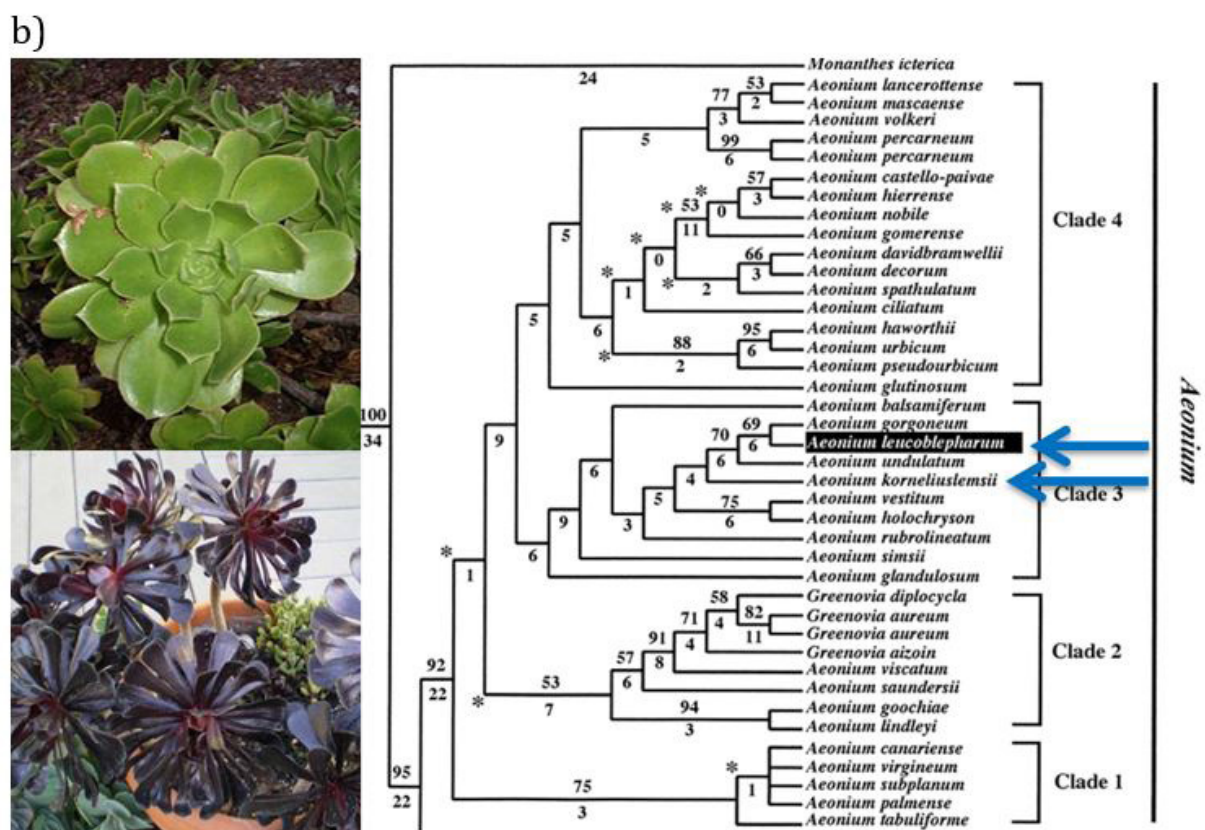 b)
Monanthes icterica
24
Aeonium lancerottense
53
77
Aeonium mascaense
2
3
Aeonium volkeri
5
99
Aeonium percarneum
6
Aeonium percarneum
57
Aeonium castello-paivae
* 53
3
Aeonium hierrense
*
0
Aeonium nobile
11
* 
Aeonium gomerense
5
0
66
Aeonium davidbramwellii
*
*
3
Aeonium decorum
2
Aeonium spathulatum
1
Aeonium ciliatum
6
95
Aeonium haworthii
88
6
Aeonium urbicum
*
2
Aeonium pseudourbicum
5
Aeonium glutinosum
Clade 4
Aeonium balsamiferum
100
69
Aeonium gorgoneum
34
9
70
6
Aeonium leucoblepharum
6
6
Aeonium undulatum
4
Aeonium korneliuslemsii
5
75
Aeonium vestitum
9
6
Aeonium holochryson
3
Aeonium rubrolineatum
6
Aeonium simsii
Aeonium glandulosum
Clade 3
*
1
58
Greenovia diplocycla
71
4
82
Greenovia aureum
91
11
Greenovia aureum
4
Greenovia aizoin
57
8
Aeonium viscatum
92
53
6
Aeonium saundersii
22
*
7
94
Aeonium goochiae
3
Aeonium lindleyi
Clade 2
Aeonium canariense
95
*
Aeonium virgineum
22
75
1
Aeonium subplanum
3
Aeonium palmense
Aeonium tabuliforme
Clade 1
Aeonium